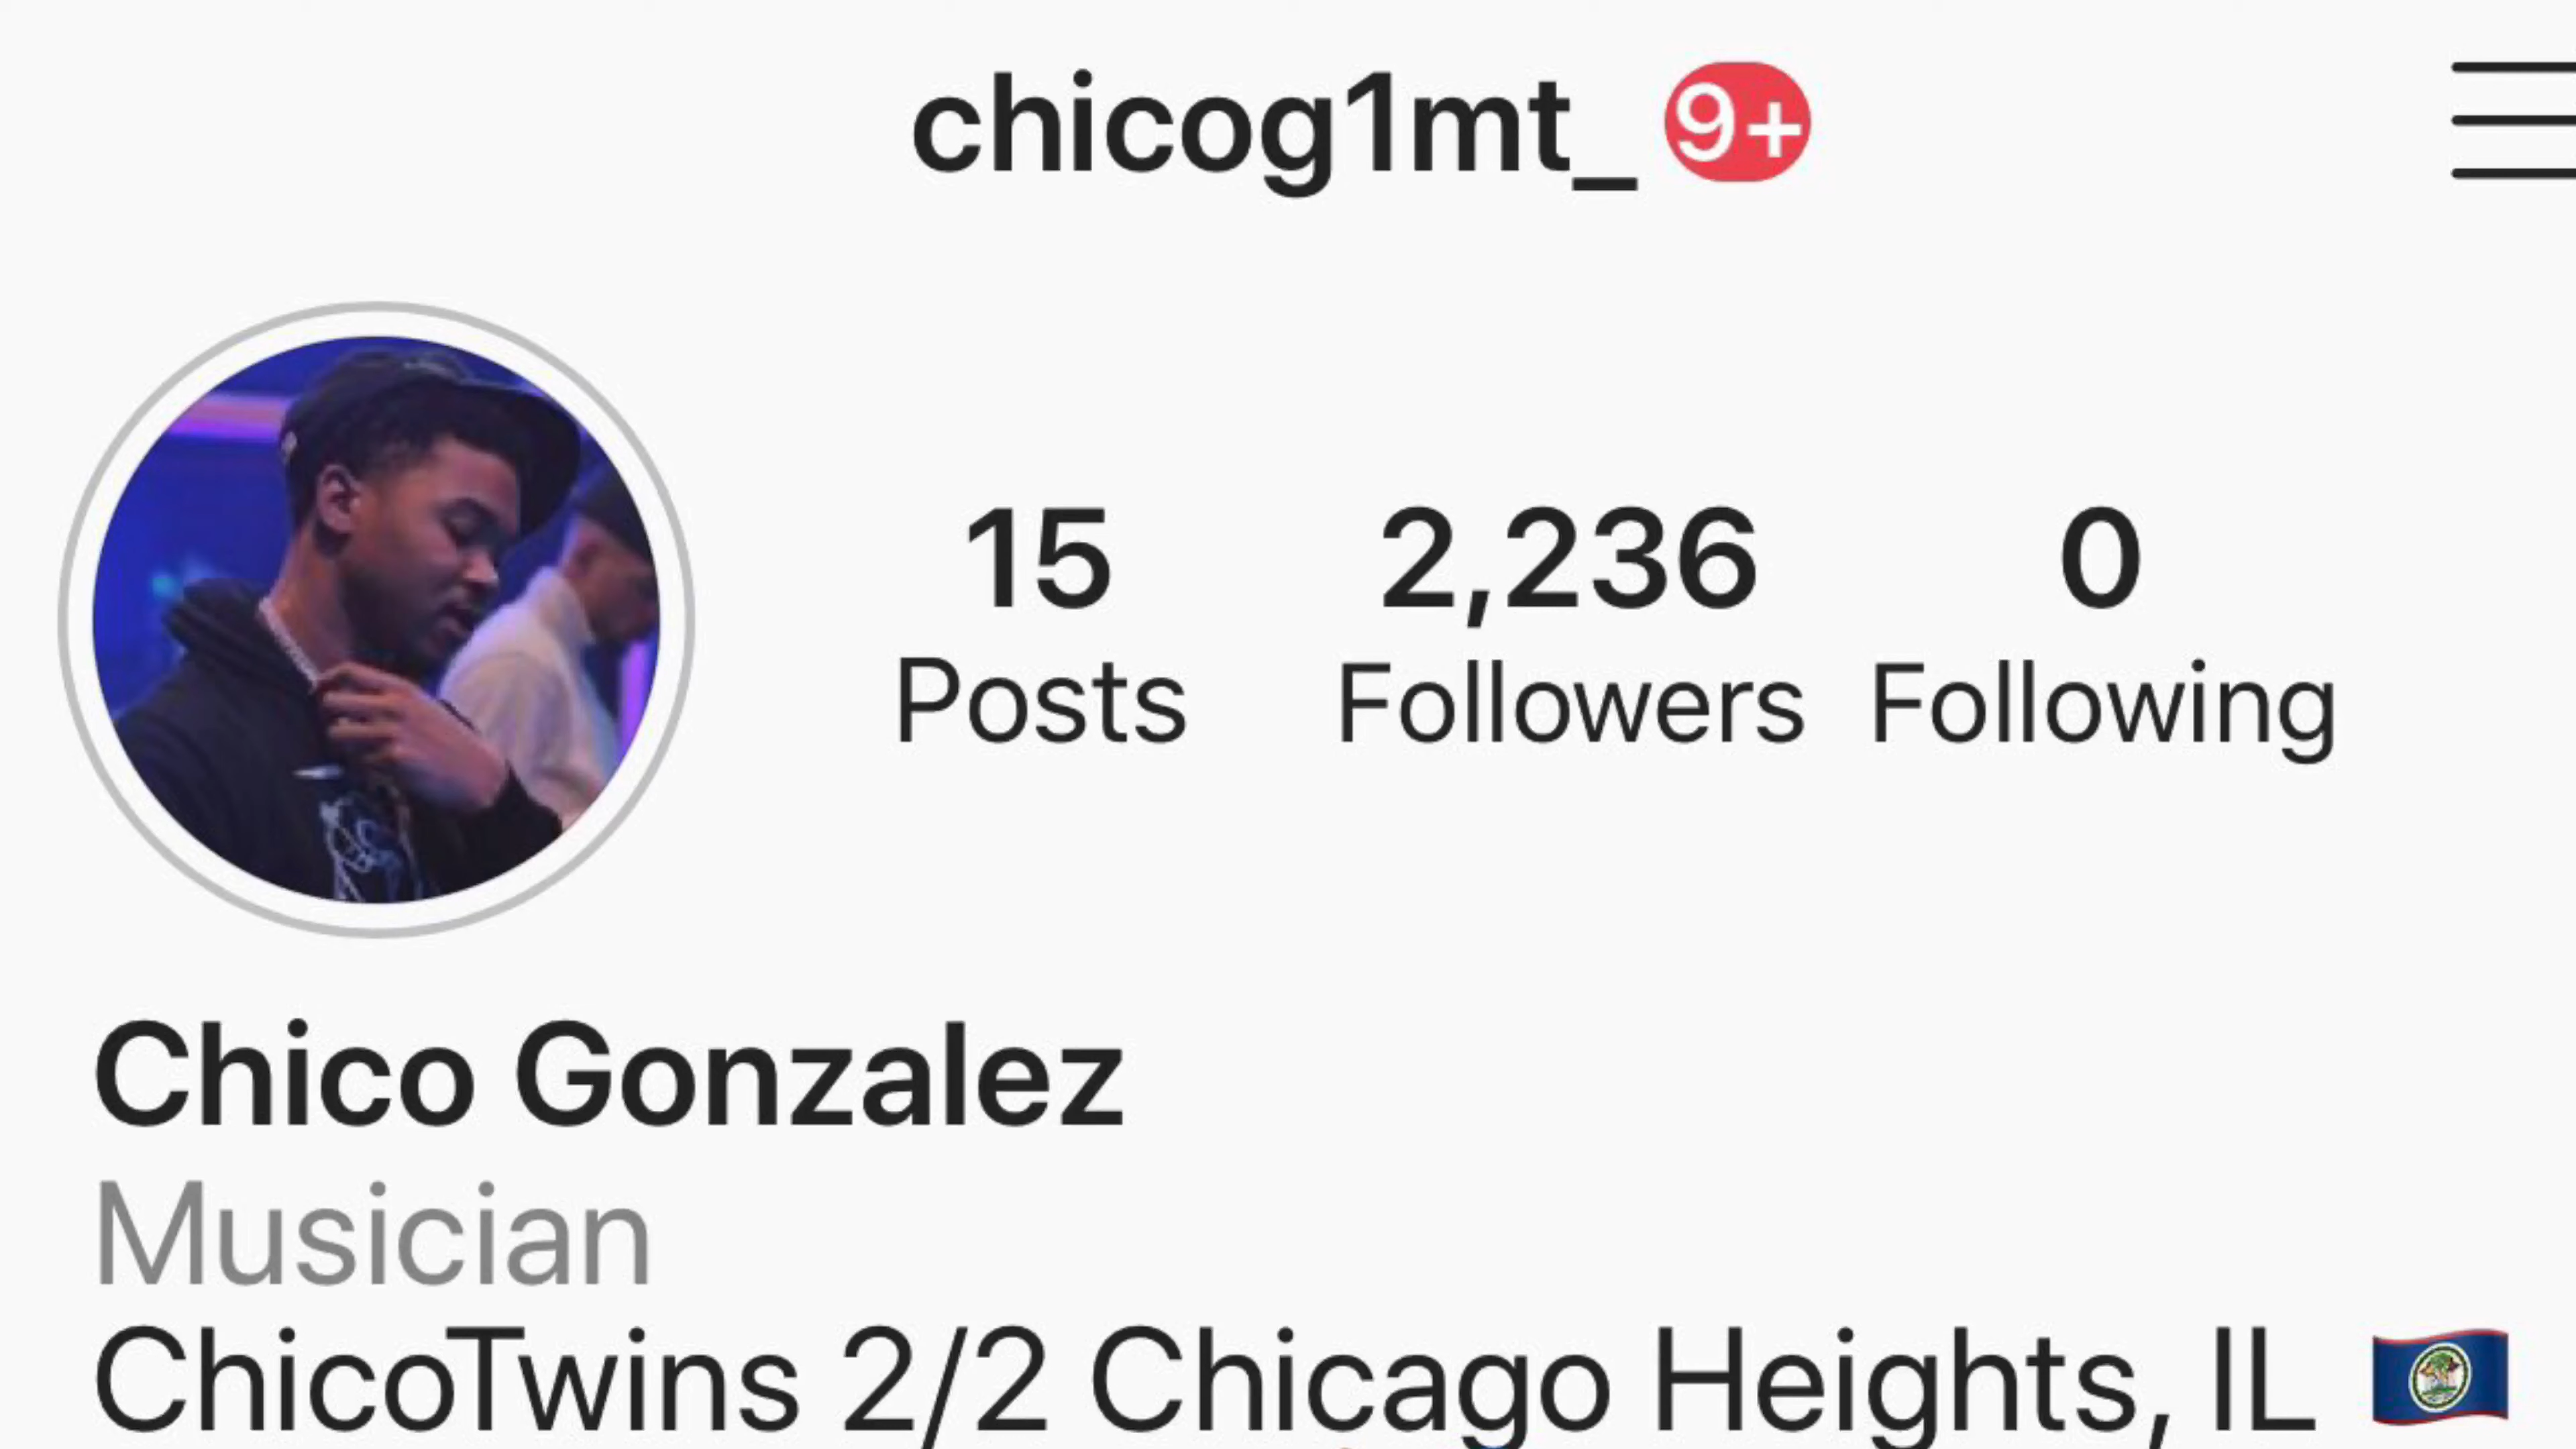 chicog1mt_ 9+
15 2,236 0
Posts Followers Following
Chico Gonzalez
Musician
ChicoTwins 2/2 Chicago Heights, IL 🇧🇿